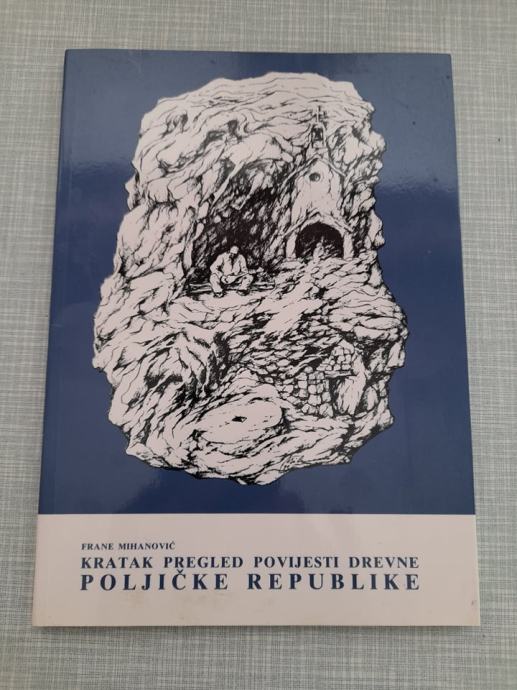 FRANE MIHANOVIĆ
KRATAK PREGLED POVIJESTI DREVNE
POLJIČKE REPUBLIKE